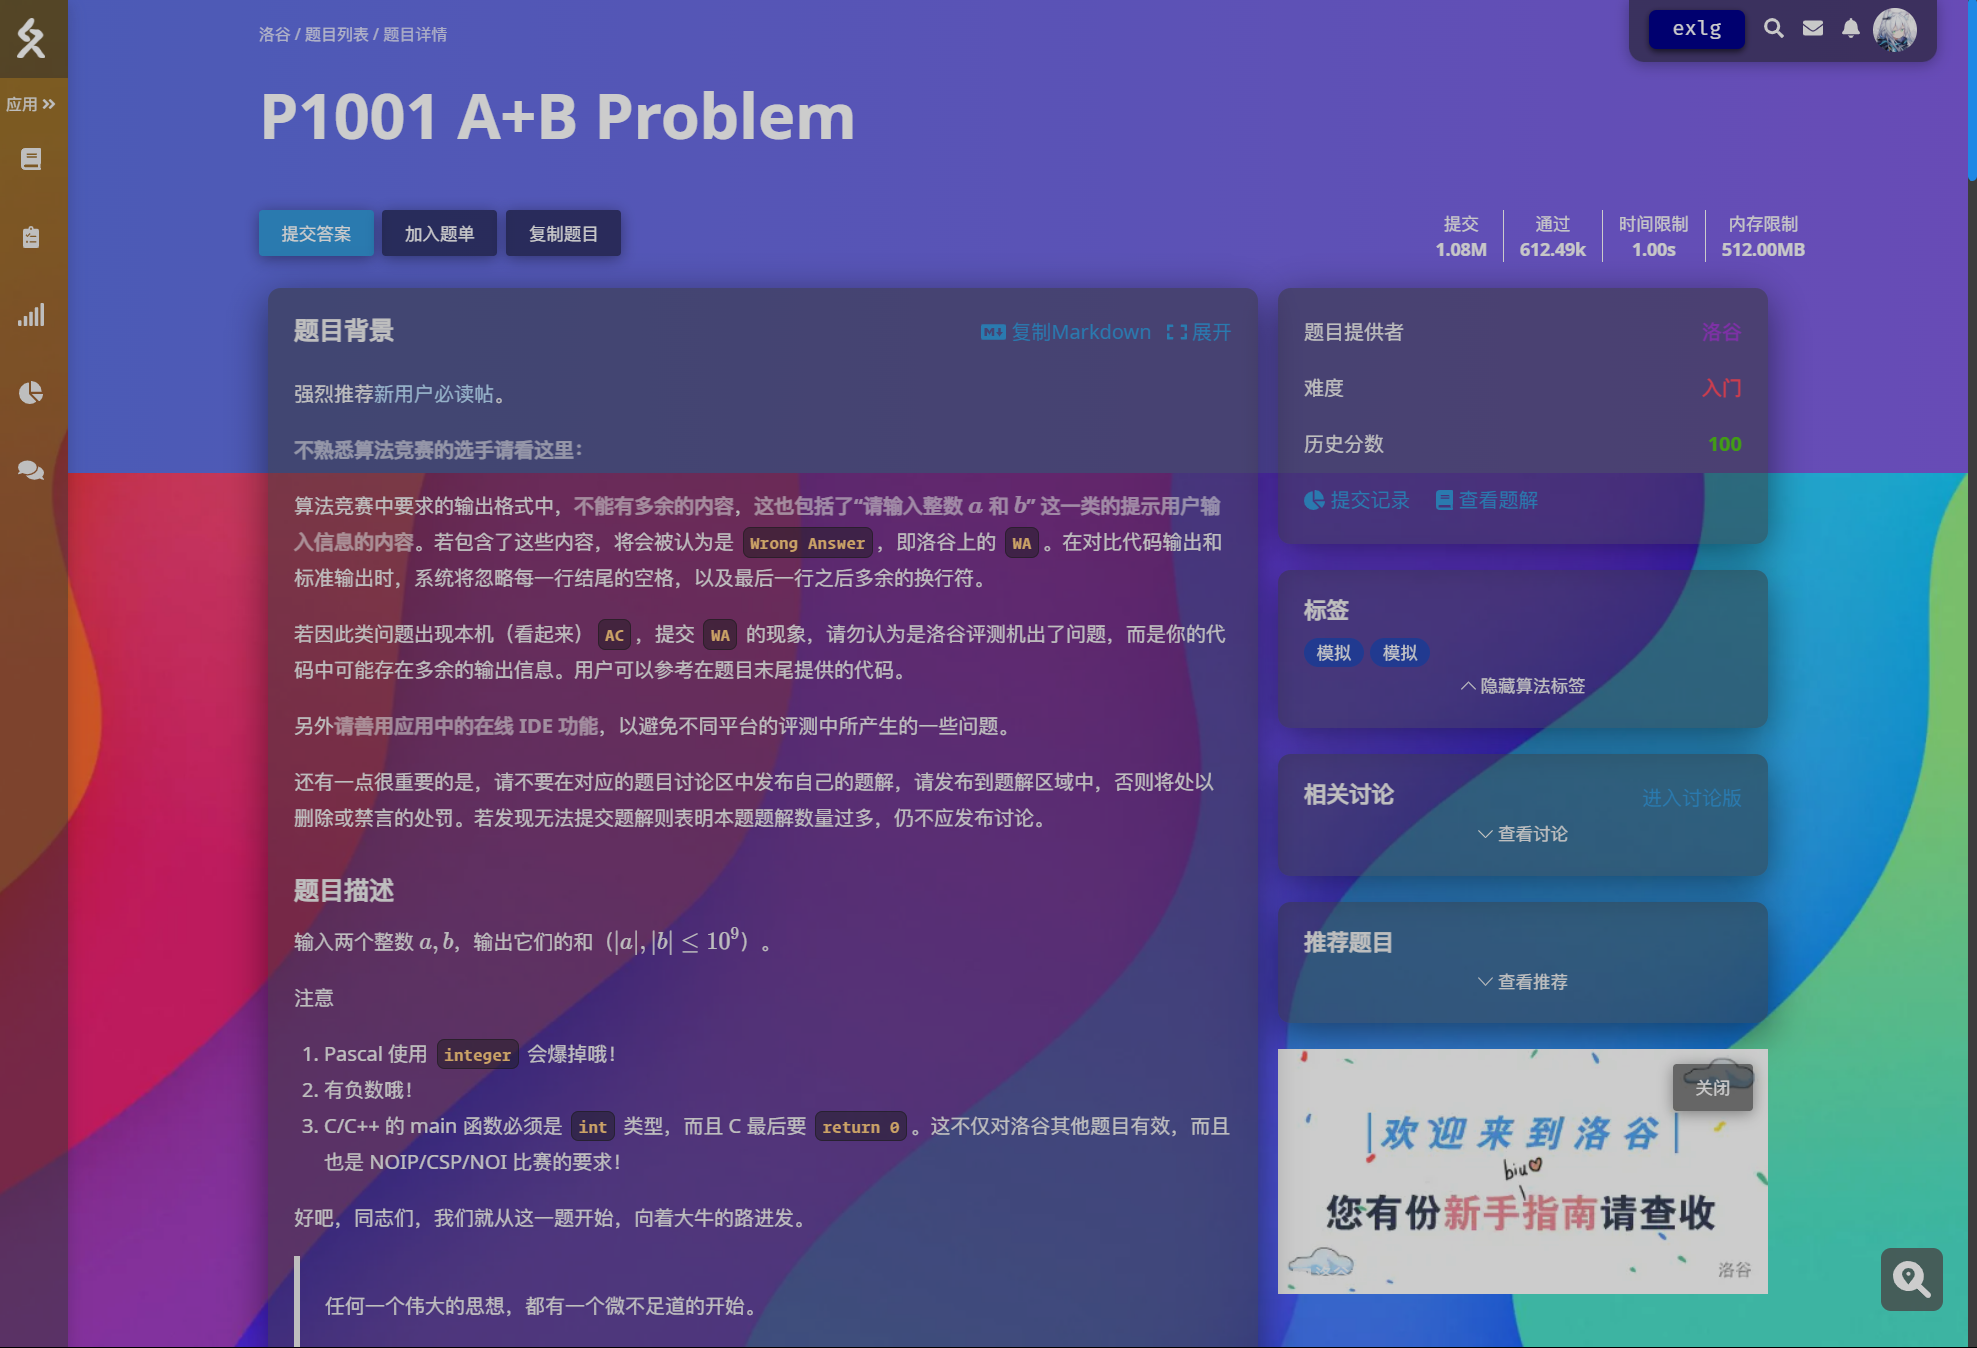 洛谷 / 题目列表 / 题目详情
exlg
应用
P1001 A+B Problem
提交答案
加入题单
复制题目
提交
1.08M
通过
612.49k
时间限制
1.00s
内存限制
512.00MB
题目背景
复制Markdown
展开
强烈推荐新用户必读帖。
不熟悉算法竞赛的选手请看这里：
算法竞赛中要求的输出格式中，不能有多余的内容，这也包括了“请输入整数 a 和 b” 这一类的提示用户输
入信息的内容。若包含了这些内容，将会被认为是 Wrong Answer，即洛谷上的 WA。在对比代码输出和
标准输出时，系统将忽略每一行结尾的空格，以及最后一行之后多余的换行符。
若因此类问题出现本机（看起来） AC，提交 WA 的现象，请勿认为是洛谷评测机出了问题，而是你的代
码中可能存在多余的输出信息。用户可以参考在题目末尾提供的代码。
另外请善用应用中的在线 IDE 功能，以避免不同平台的评测中所产生的一些问题。
还有一点很重要的是，请不要在对应的题目讨论区中发布自己的题解，请发布到题解区域中，否则将处以
删除或禁言的处罚。若发现无法提交题解则表明本题题解数量过多，仍不应发布讨论。
题目描述
输入两个整数 a, b，输出它们的和（|a|, |b| ≤ 10⁹）。
注意
1. Pascal 使用 integer 会爆掉哦！
2. 有负数哦！
3. C/C++ 的 main 函数必须是 int 类型，而且 C 最后要 return 0。这不仅对洛谷其他题目有效，而且
也是 NOIP/CSP/NOI 比赛的要求！
好吧，同志们，我们就从这一题开始，向着大牛的路进发。
任何一个伟大的思想，都有一个微不足道的开始。
题目提供者
洛谷
难度
入门
历史分数
100
提交记录
查看题解
标签
模拟
模拟
隐藏算法标签
相关讨论
进入讨论版
查看讨论
推荐题目
查看推荐
关闭
欢迎来到洛谷
biu
您有份新手指南请查收
洛谷